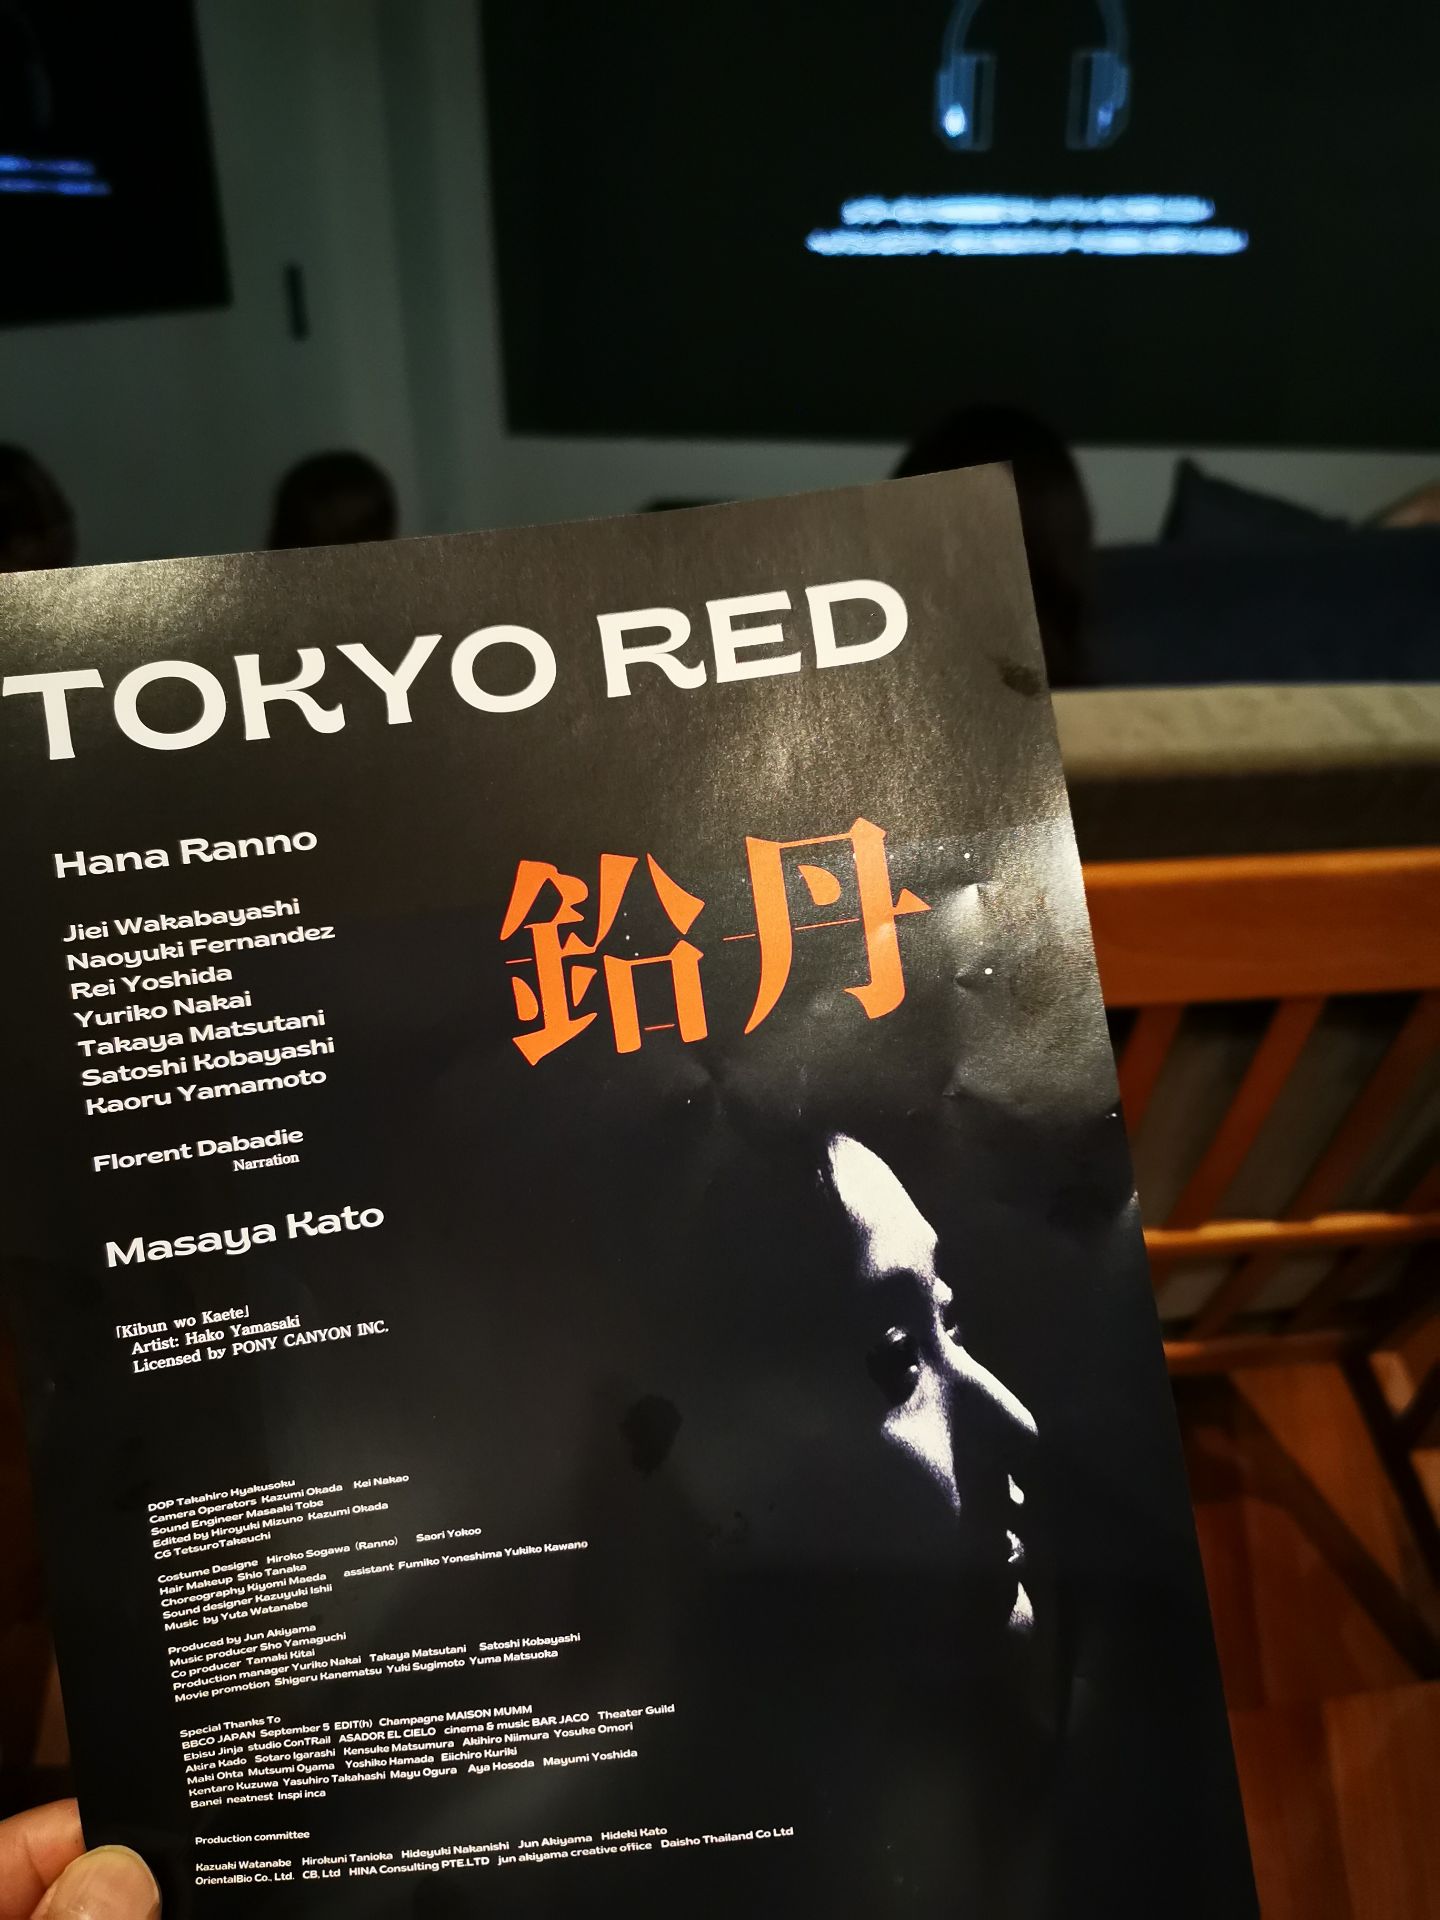 TOKYO RED
鉛丹
Hana Ranno
Jiei Wakabayashi
Naoyuki Fernandez
Rei Yoshida
Yuriko Nakai
Takaya Matsutani
Satoshi Kobayashi
Kaoru Yamamoto
Florent Dabadie
Narration
Masaya Kato
「Kibun wo Kaete」
Artist: Hako Yamasaki
Licensed by PONY CANYON INC.
DOP Takahiro Hyakusoku
Camera Operators Kazumi Okada Kei Nakao
Sound Engineer Masaaki Tobe
Edited by Hiroyuki Mizuno Kazumi Okada
CG TetsuroTakeuchi
Costume Designe Hiroko Sogawa (Ranno) Saori Yokoo
Hair Makeup Shio Tanaka assistant Fumiko Yoneshima Yukiko Kawano
Choreography Kiyomi Maeda
Sound designer Kazuyuki Ishii
Music by Yuta Watanabe
Produced by Jun Akiyama
Music producer Sho Yamaguchi
Co producer Tamaki Kitai
Production manager Yuriko Nakai Takaya Matsutani Satoshi Kobayashi
Movie promotion Shigeru Kanematsu Yuki Sugimoto Yuma Matsuoka
Special Thanks To
BBCO JAPAN September 5 EDIT(h) Champagne MAISON MUMM
Ebisu Jinja studio ConTRail ASADOR EL CIELO cinema & music BAR JACO Theater Guild
Akira Kado Sotaro Igarashi Kensuke Matsumura Akihiro Niimura Yosuke Omori
Maki Ohta Mutsumi Oyama Yoshiko Hamada Eiichiro Kuriki
Kentaro Kuzuwa Yasuhiro Takahashi Mayu Ogura Aya Hosoda Mayumi Yoshida
Banei neatnest Inspi inca
Production committee
Kazuaki Watanabe Hirokuni Tanioka Hideyuki Nakanishi Jun Akiyama Hideki Kato
OrientalBio Co., Ltd. CB, Ltd HINA Consulting PTE.LTD jun akiyama creative office Daisho Thailand Co Ltd